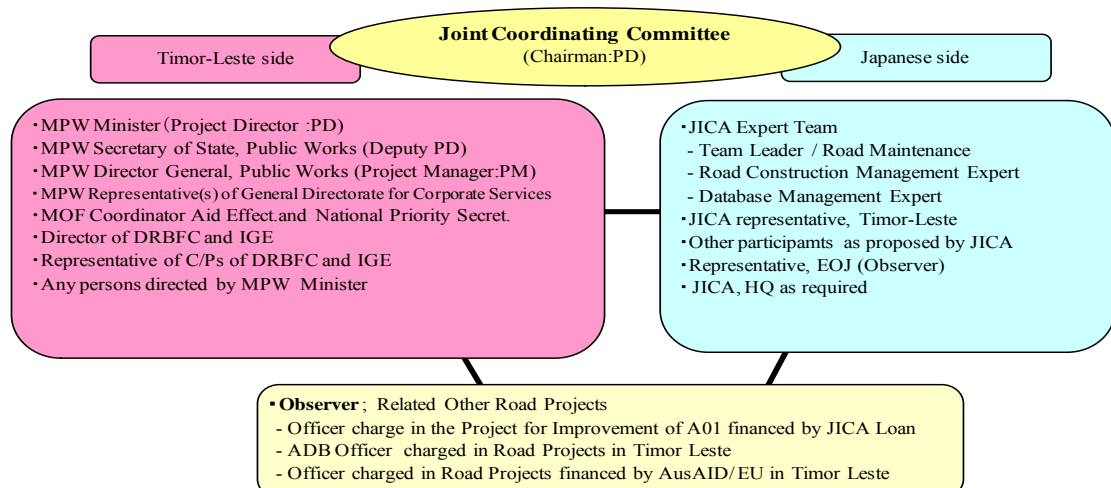 Joint Coordinating Committee
(Chairman:PD)
Timor-Leste side
Japanese side
・MPW Minister(Project Director :PD)
・MPW Secretary of State, Public Works (Deputy PD)
・MPW Director General, Public Works (Project Manager:PM)
・MPW Representative(s) of General Directorate for Corporate Services
・MOF Coordinator Aid Effect.and National Priority Secret.
・Director of DRBFC and IGE
・Representative of C/Ps of DRBFC and IGE
・Any persons directed by MPW Minister
・JICA Expert Team
- Team Leader / Road Maintenance
- Road Construction Management Expert
- Database Management Expert
・JICA representative, Timor-Leste
・Other participamts as proposed by JICA
・Representative, EOJ (Observer)
・JICA, HQ as required
・Observer ; Related Other Road Projects
- Officer charge in the Project for Improvement of A01 financed by JICA Loan
- ADB Officer charged in Road Projects in Timor Leste
- Officer charged in Road Projects financed by AusAID/EU in Timor Leste